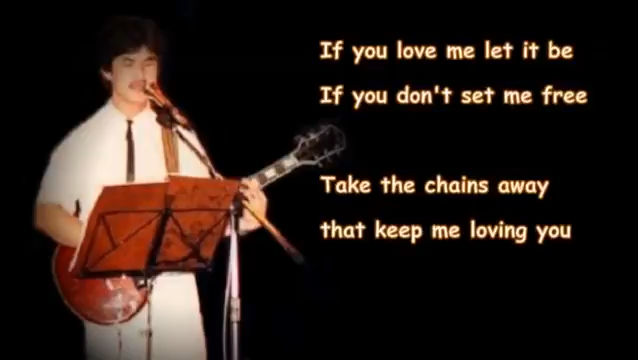 If you love me let it be
If you don't set me free
Take the chains away
that keep me loving you